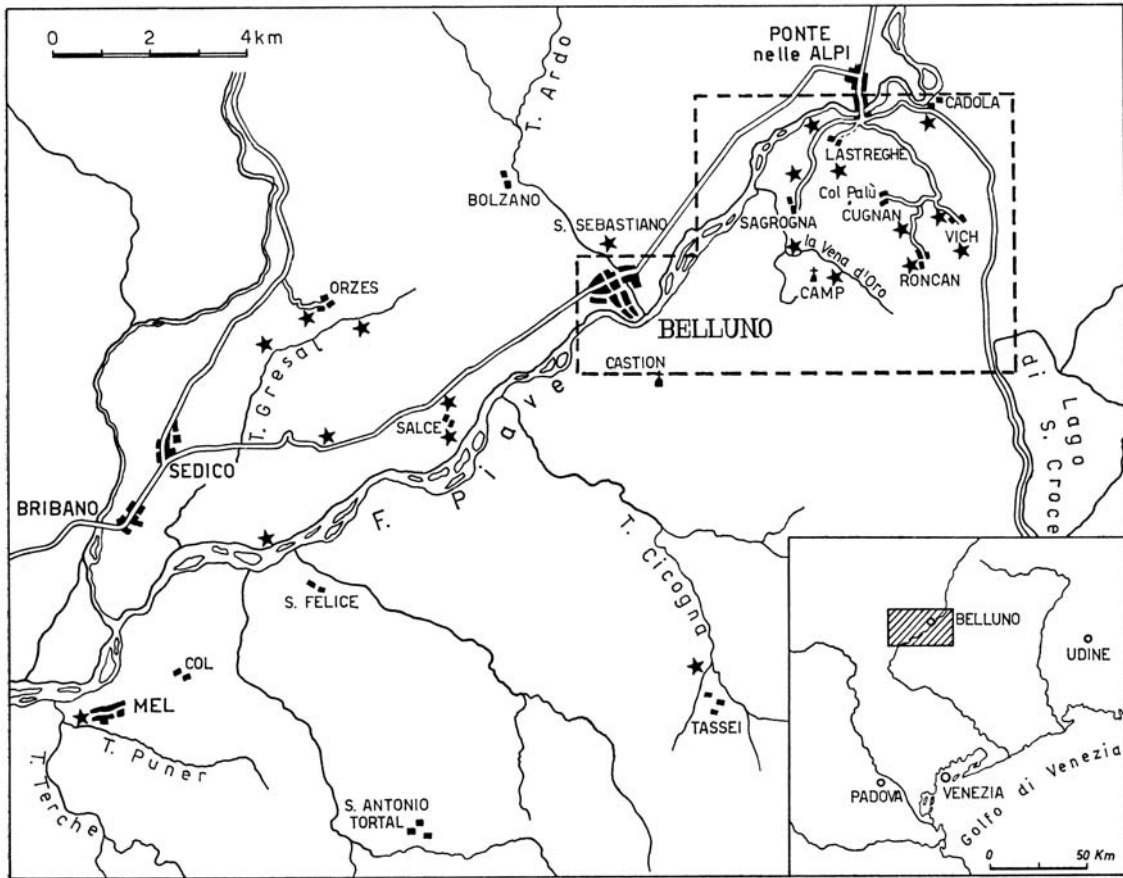 0 2 4 km
T. Ardo
PONTE
nelle ALPI
CADOLA
LASTREGHE
BOLZANO
Col Palù
CUGNAN
S. SEBASTIANO
SAGROGNA
VICH
la Vena d'Oro
RONCAN
CAMP
ORZES
BELLUNO
T. Gresal
CASTION
Lago
di S. Croce
SALCE
F. Piave
SEDICO
BRIBANO
T. Cicogna
S. FELICE
COL
MEL
TASSEI
T. Puner
T. Terche
S. ANTONIO
TORTAL
BELLUNO
UDINE
PADOVA
VENEZIA
Golfo di Venezia
0 50 Km